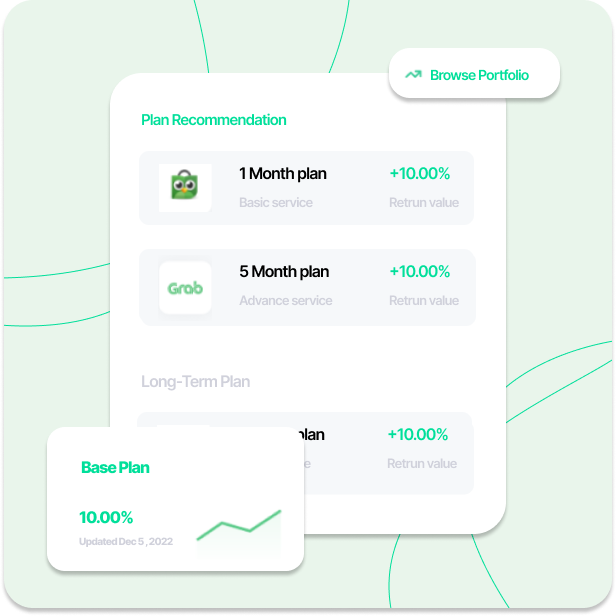 Browse Portfolio
Plan Recommendation
1 Month plan
+10.00%
Basic service
Retrun value
Grab
5 Month plan
+10.00%
Advance service
Retrun value
Long-Term Plan
plan
+10.00%
Retrun value
Base Plan
10.00%
Updated Dec 5, 2022